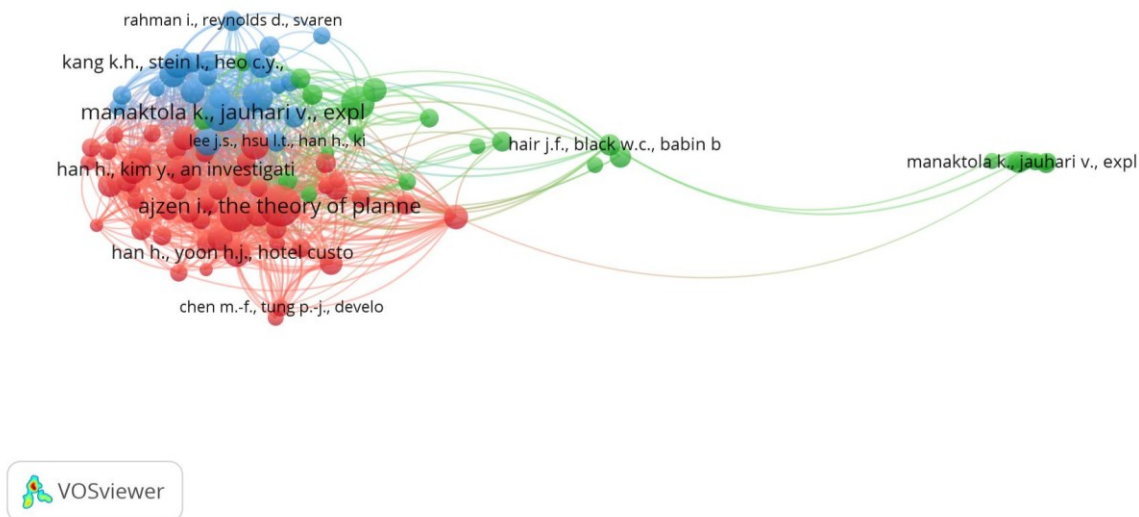 rahman i., reynolds d., svaren
kang k.h., stein l., heo c.y.,
manaktola k., jauhari v., expl
lee j.s., hsu l.t., han h., ki
hair j.f., black w.c., babin b
manaktola k., jauhari v., expl
han h., kim y., an investigati
ajzen i., the theory of planne
han h., yoon h.j., hotel custo
chen m.-f., tung p.-j., develo
VOSviewer